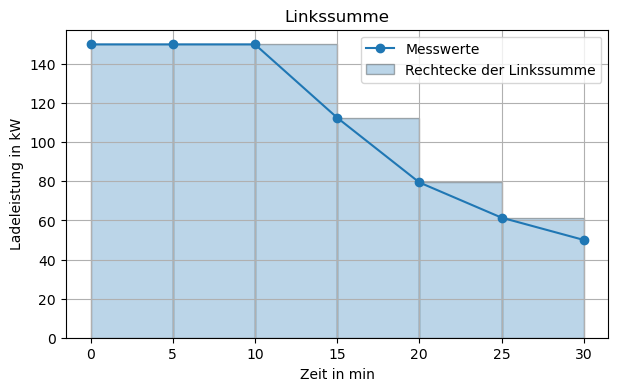 Linkssumme
Messwerte
Rechtecke der Linkssumme
Ladeleistung in kW
140
120
100
80
60
40
20
0
0 5 10 15 20 25 30
Zeit in min